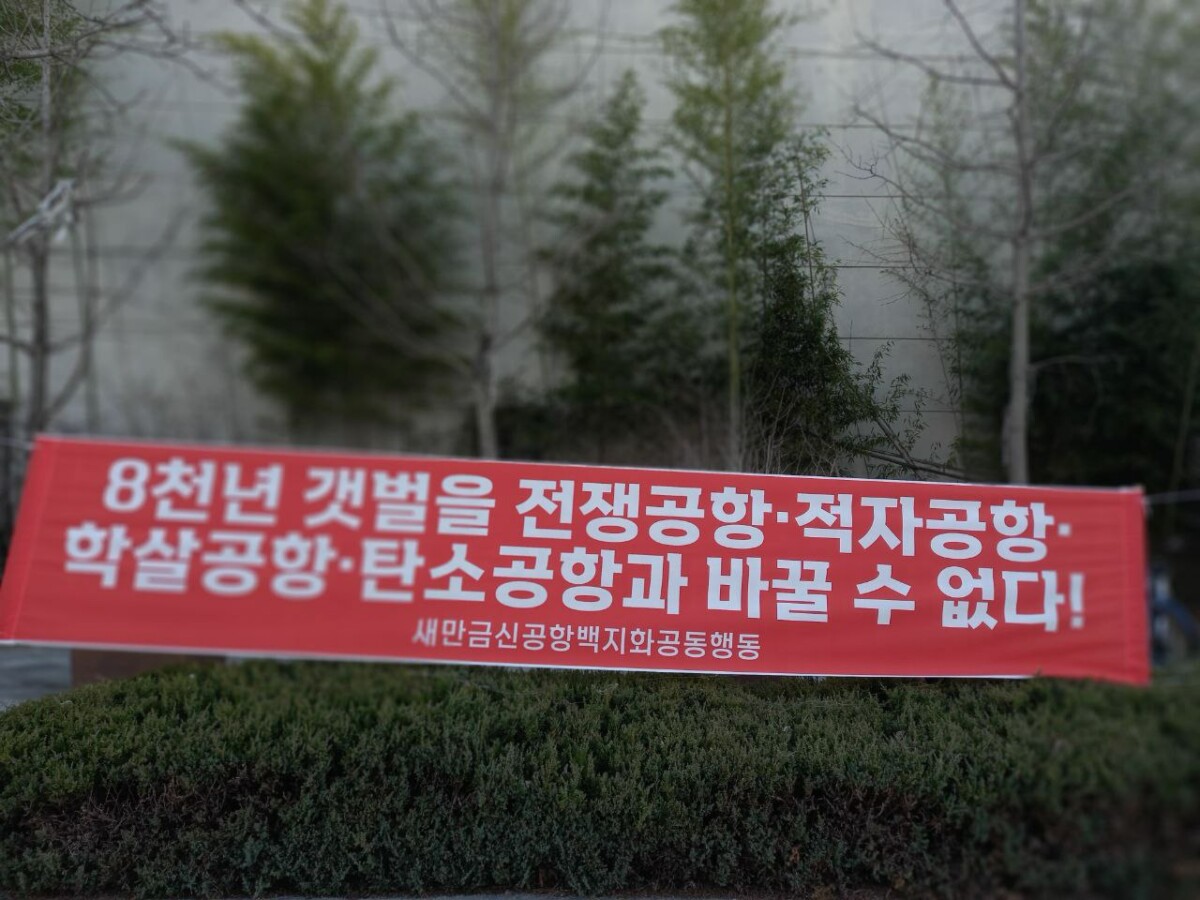 8천년 갯벌을 전쟁공항·적자공항·
학살공항·탄소공항과 바꿀 수 없다!
새만금신공항백지화공동행동